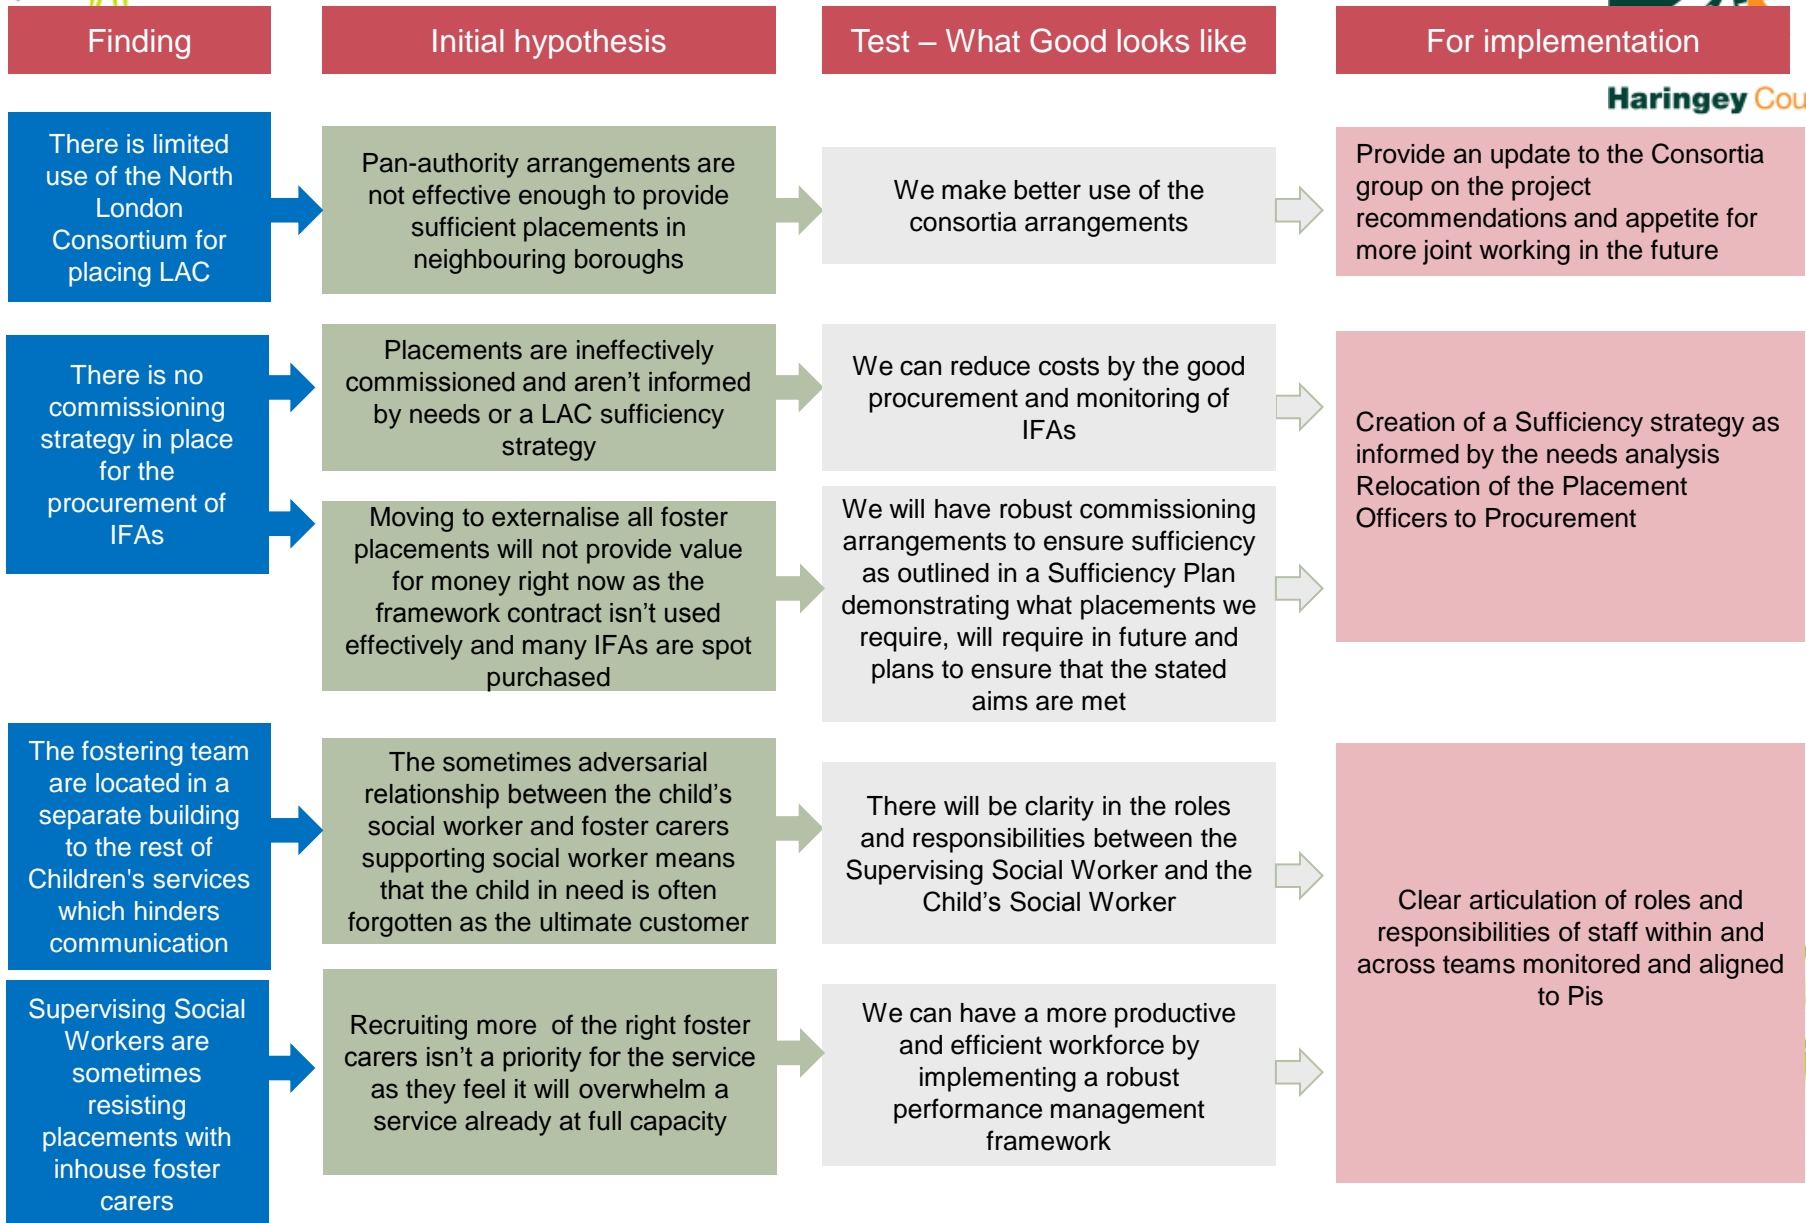 Finding
Initial hypothesis
Test – What Good looks like
For implementation
Haringey Cou
There is limited
use of the North
London
Consortium for
placing LAC
Pan-authority arrangements are
not effective enough to provide
sufficient placements in
neighbouring boroughs
We make better use of the
consortia arrangements
Provide an update to the Consortia
group on the project
recommendations and appetite for
more joint working in the future
There is no
commissioning
strategy in place
for the
procurement of
IFAs
Placements are ineffectively
commissioned and aren’t informed
by needs or a LAC sufficiency
strategy
We can reduce costs by the good
procurement and monitoring of
IFAs
Moving to externalise all foster
placements will not provide value
for money right now as the
framework contract isn’t used
effectively and many IFAs are spot
purchased
We will have robust commissioning
arrangements to ensure sufficiency
as outlined in a Sufficiency Plan
demonstrating what placements we
require, will require in future and
plans to ensure that the stated
aims are met
Creation of a Sufficiency strategy as
informed by the needs analysis
Relocation of the Placement
Officers to Procurement
The fostering team
are located in a
separate building
to the rest of
Children's services
which hinders
communication
The sometimes adversarial
relationship between the child’s
social worker and foster carers
supporting social worker means
that the child in need is often
forgotten as the ultimate customer
There will be clarity in the roles
and responsibilities between the
Supervising Social Worker and the
Child’s Social Worker
Clear articulation of roles and
responsibilities of staff within and
across teams monitored and aligned
to Pis
Supervising Social
Workers are
sometimes
resisting
placements with
inhouse foster
carers
Recruiting more  of the right foster
carers isn’t a priority for the service
as they feel it will overwhelm a
service already at full capacity
We can have a more productive
and efficient workforce by
implementing a robust
performance management
framework